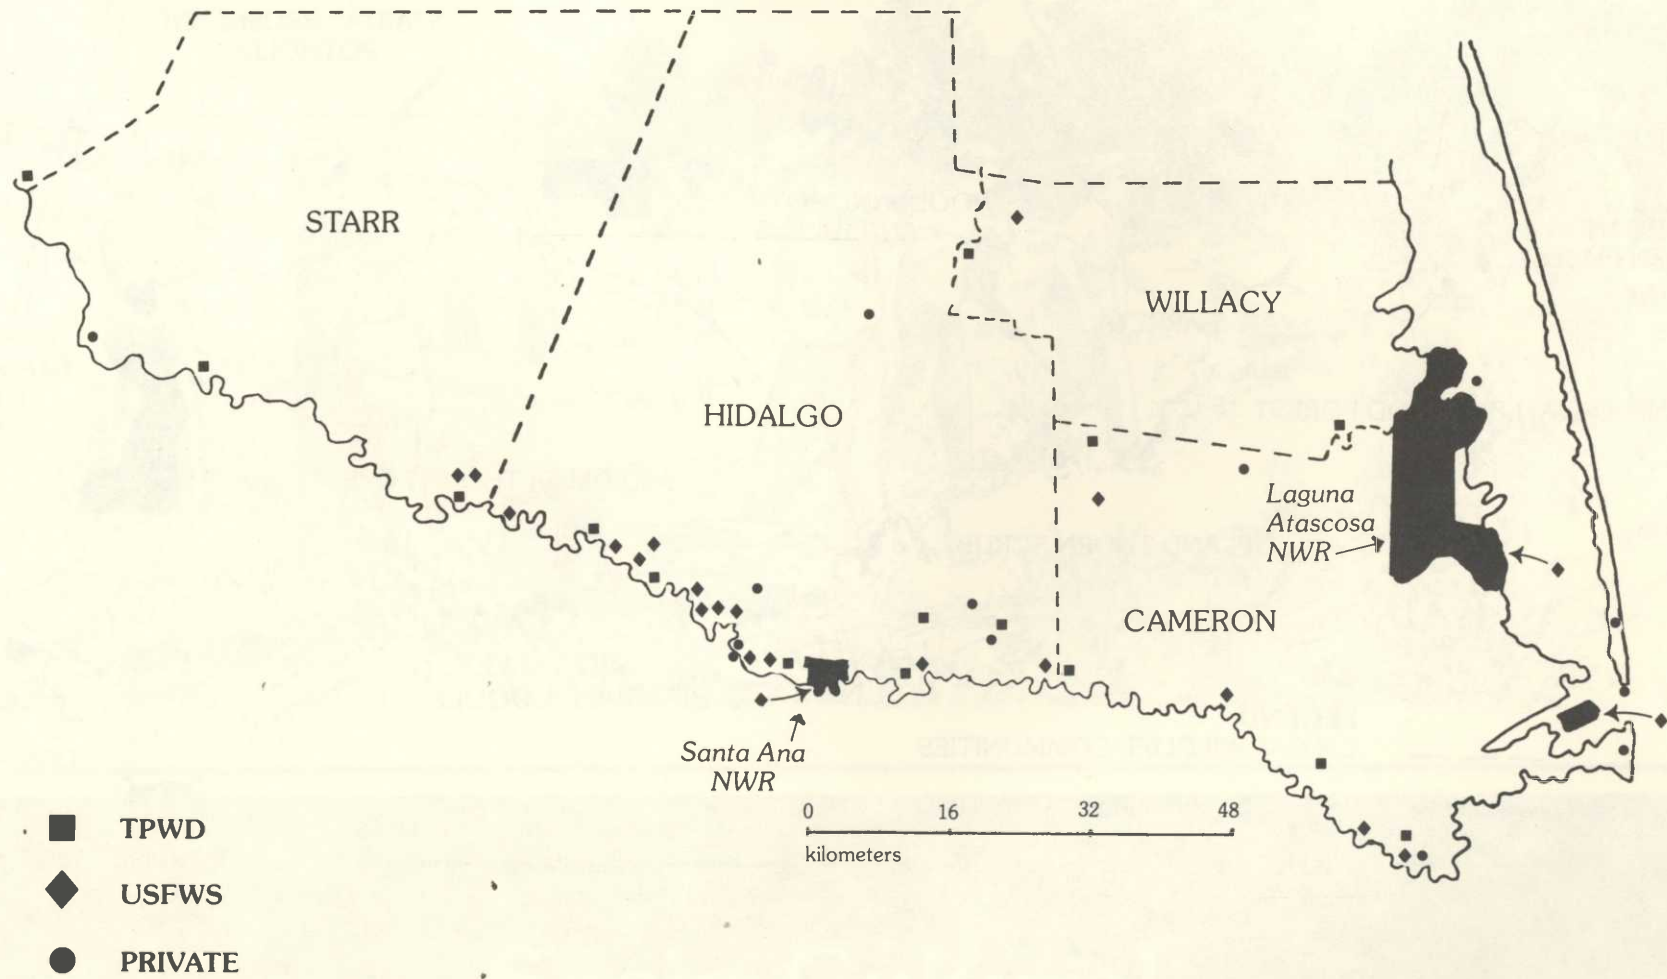 STARR
WILLACY
HIDALGO
Laguna
Atascosa
NWR
CAMERON
Santa Ana
NWR
0 16 32 48
kilometers
TPWD
USFWS
PRIVATE